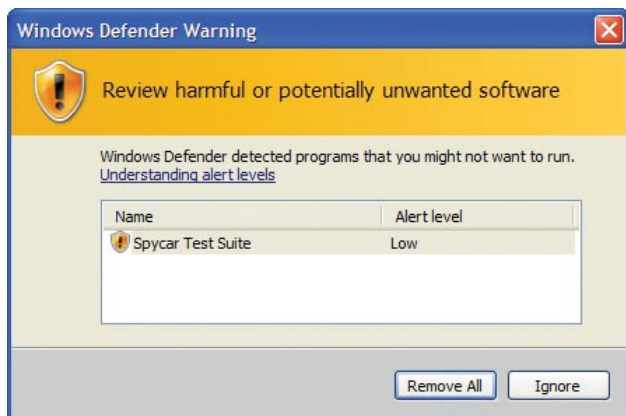 Windows Defender Warning
Review harmful or potentially unwanted software
Windows Defender detected programs that you might not want to run.
Understanding alert levels
Name Alert level
Spycar Test Suite Low
Remove All Ignore